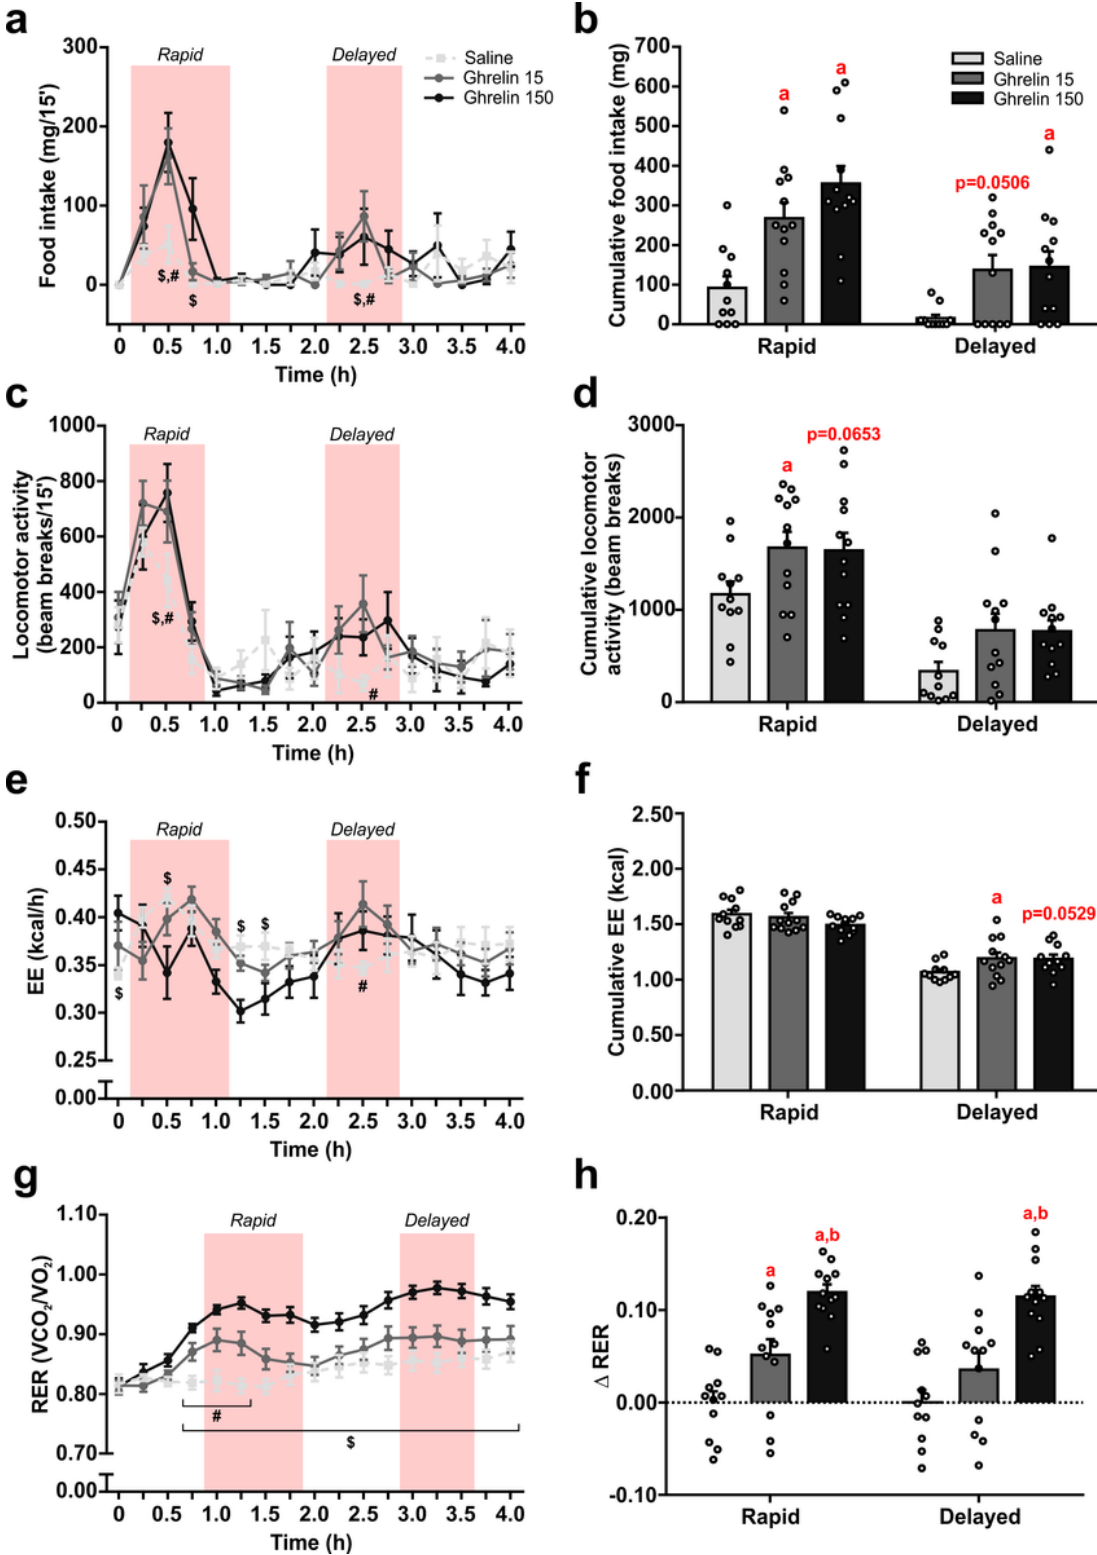 a
Food intake (mg/15')
300
200
100
0
Rapid
Delayed
Saline
Ghrelin 15
Ghrelin 150
$,#
$
$,#
0 0.5 1.0 1.5 2.0 2.5 3.0 3.5 4.0
Time (h)
b
Cumulative food intake (mg)
700
600
500
400
300
200
100
0
Saline
Ghrelin 15
Ghrelin 150
a
a
p=0.0506
a
Rapid
Delayed
c
Locomotor activity
(beam breaks/15')
1000
800
600
400
200
0
Rapid
Delayed
$,#
#
0 0.5 1.0 1.5 2.0 2.5 3.0 3.5 4.0
Time (h)
d
Cumulative locomotor
activity (beam breaks)
3000
2000
1000
0
a
p=0.0653
Rapid
Delayed
e
EE (kcal/h)
0.50
0.45
0.40
0.35
0.30
0.25
0.00
Rapid
Delayed
$
$
$ $
#
0 0.5 1.0 1.5 2.0 2.5 3.0 3.5 4.0
Time (h)
f
Cumulative EE (kcal)
2.50
2.00
1.50
1.00
0.50
0.00
a
p=0.0529
Rapid
Delayed
g
RER (VCO₂/VO₂)
1.10
1.00
0.90
0.80
0.70
0.00
Rapid
Delayed
#
$
0 0.5 1.0 1.5 2.0 2.5 3.0 3.5 4.0
Time (h)
h
Δ RER
0.20
0.10
0.00
-0.10
a
a,b
a,b
Rapid
Delayed